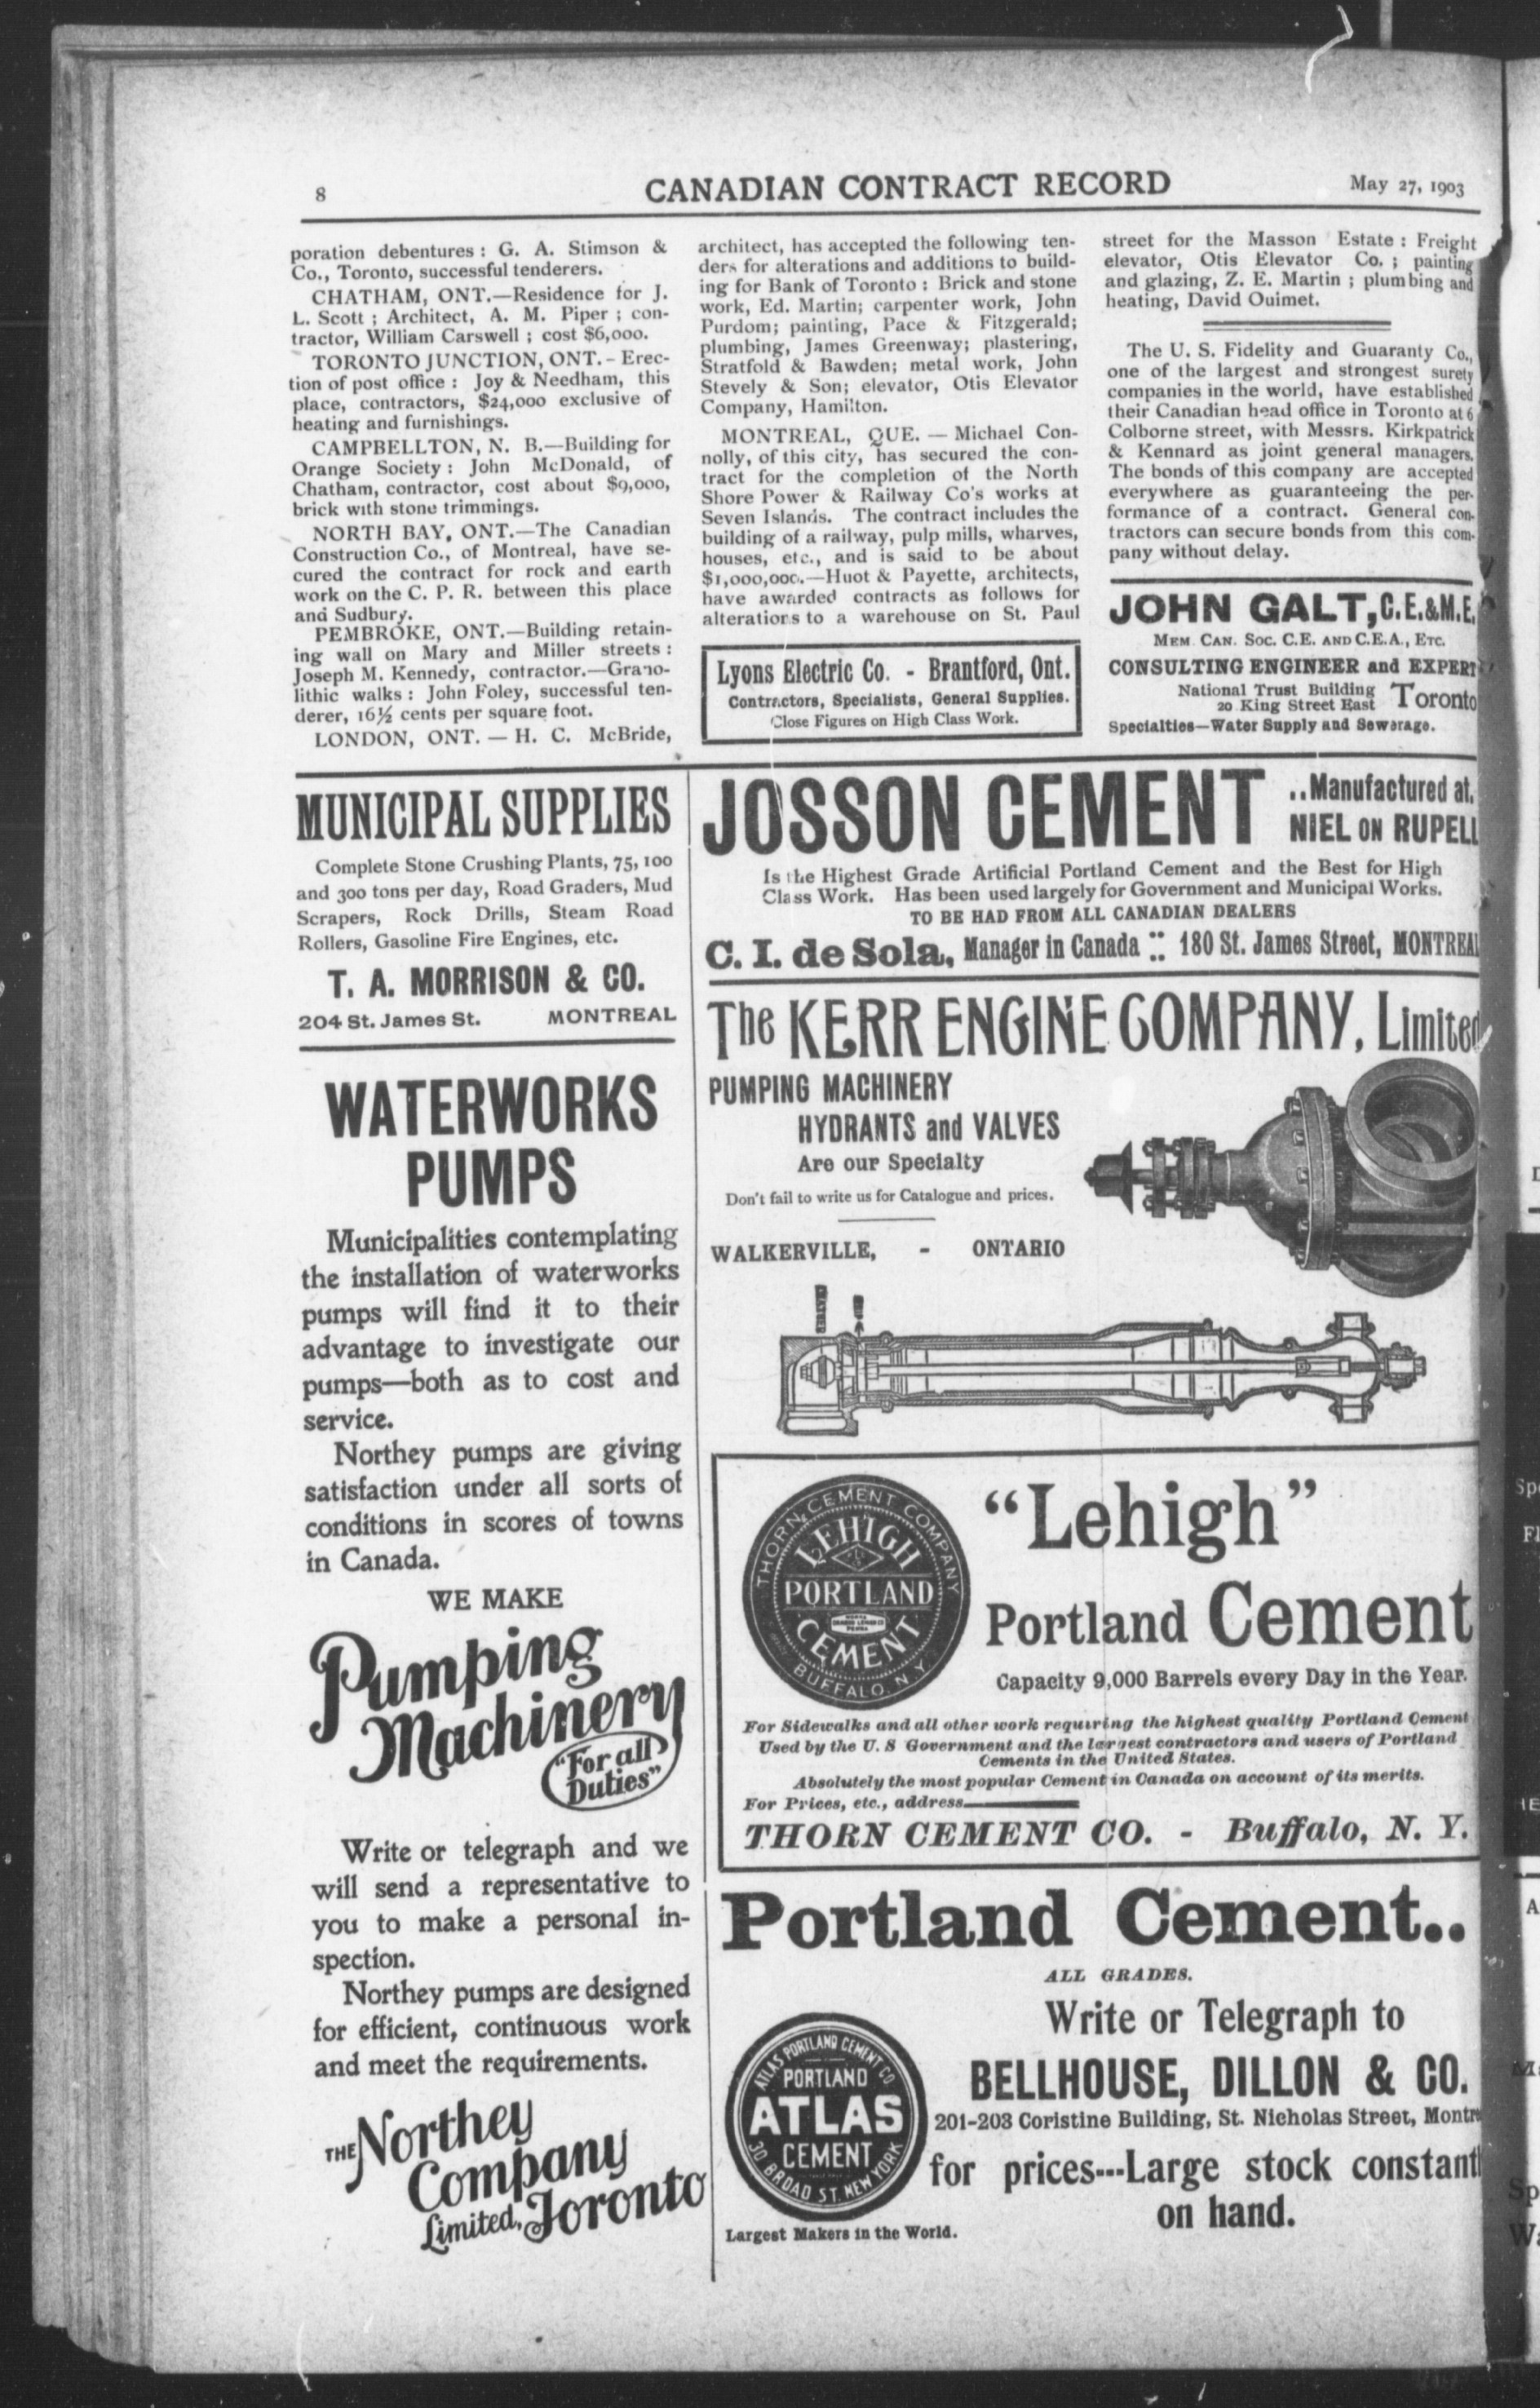 8
CANADIAN CONTRACT RECORD
May 27, 1903
poration debentures : G. A. Stimson &
Co., Toronto, successful tenderers.
CHATHAM, ONT.—Residence for J.
L. Scott ; Architect, A. M. Piper ; con-
tractor, William Carswell ; cost $6,000.
TORONTO JUNCTION, ONT. - Erec-
tion of post office : Joy & Needham, this
place, contractors, $24,000 exclusive of
heating and furnishings.
CAMPBELLTON, N. B.—Building for
Orange Society : John McDonald, of
Chatham, contractor, cost about $9,000,
brick with stone trimmings.
NORTH BAY, ONT.—The Canadian
Construction Co., of Montreal, have se-
cured the contract for rock and earth
work on the C. P. R. between this place
and Sudbury.
PEMBROKE, ONT.—Building retain-
ing wall on Mary and Miller streets :
Joseph M. Kennedy, contractor.—Grano-
lithic walks : John Foley, successful ten-
derer, 16½ cents per square foot.
LONDON, ONT. — H. C. McBride,
architect, has accepted the following ten-
ders for alterations and additions to build-
ing for Bank of Toronto : Brick and stone
work, Ed. Martin; carpenter work, John
Purdom; painting, Pace & Fitzgerald;
plumbing, James Greenway; plastering,
Stratfold & Bawden; metal work, John
Stevely & Son; elevator, Otis Elevator
Company, Hamilton.
MONTREAL, QUE. — Michael Con-
nolly, of this city, has secured the con-
tract for the completion of the North
Shore Power & Railway Co's works at
Seven Islands. The contract includes the
building of a railway, pulp mills, wharves,
houses, etc., and is said to be about
$1,000,000.—Huot & Payette, architects,
have awarded contracts as follows for
alterations to a warehouse on St. Paul
street for the Masson Estate : Freight
elevator, Otis Elevator Co. ; painting
and glazing, Z. E. Martin ; plumbing and
heating, David Ouimet.
The U. S. Fidelity and Guaranty Co.,
one of the largest and strongest surety
companies in the world, have established
their Canadian head office in Toronto at 6
Colborne street, with Messrs. Kirkpatrick
& Kennard as joint general managers.
The bonds of this company are accepted
everywhere as guaranteeing the per-
formance of a contract. General con-
tractors can secure bonds from this com-
pany without delay.
Lyons Electric Co. - Brantford, Ont.
Contractors, Specialists, General Supplies.
Close Figures on High Class Work.
JOHN GALT, C.E.&M.E.
MEM. CAN. SOC. C.E. AND C.E.A., ETC.
CONSULTING ENGINEER and EXPERT
National Trust Building
20 King Street East
Toronto
Specialties—Water Supply and Sewerage.
MUNICIPAL SUPPLIES
Complete Stone Crushing Plants, 75, 100
and 300 tons per day, Road Graders, Mud
Scrapers, Rock Drills, Steam Road
Rollers, Gasoline Fire Engines, etc.
T. A. MORRISON & CO.
204 St. James St. MONTREAL
WATERWORKS
PUMPS
Municipalities contemplating
the installation of waterworks
pumps will find it to their
advantage to investigate our
pumps—both as to cost and
service.
Northey pumps are giving
satisfaction under all sorts of
conditions in scores of towns
in Canada.
WE MAKE
Pumping
Machinery
"For all
Duties"
Write or telegraph and we
will send a representative to
you to make a personal in-
spection.
Northey pumps are designed
for efficient, continuous work
and meet the requirements.
THE Northey
Company
Limited, Toronto
JOSSON CEMENT
..Manufactured at.
NIEL ON RUPELL
Is the Highest Grade Artificial Portland Cement and the Best for High
Class Work. Has been used largely for Government and Municipal Works.
TO BE HAD FROM ALL CANADIAN DEALERS
C. I. de Sola, Manager in Canada :: 180 St. James Street, MONTREAL
The KERR ENGINE COMPANY, Limited
PUMPING MACHINERY
HYDRANTS and VALVES
Are our Specialty
Don't fail to write us for Catalogue and prices.
WALKERVILLE, - ONTARIO
THORN CEMENT COMPANY
LEHIGH
PORTLAND
CEMENT
BUFFALO, N. Y.
"Lehigh"
Portland Cement
Capacity 9,000 Barrels every Day in the Year.
For Sidewalks and all other work requiring the highest quality Portland Cement
Used by the U. S Government and the largest contractors and users of Portland
Cements in the United States.
Absolutely the most popular Cement in Canada on account of its merits.
For Prices, etc., address
THORN CEMENT CO. - Buffalo, N. Y.
Portland Cement..
ALL GRADES.
Write or Telegraph to
BELLHOUSE, DILLON & CO.
201-203 Coristine Building, St. Nicholas Street, Montre
for prices---Large stock constantl
on hand.
ATLAS PORTLAND CEMENT CO
PORTLAND
ATLAS
CEMENT
30 BROAD ST. NEW YORK
Largest Makers in the World.